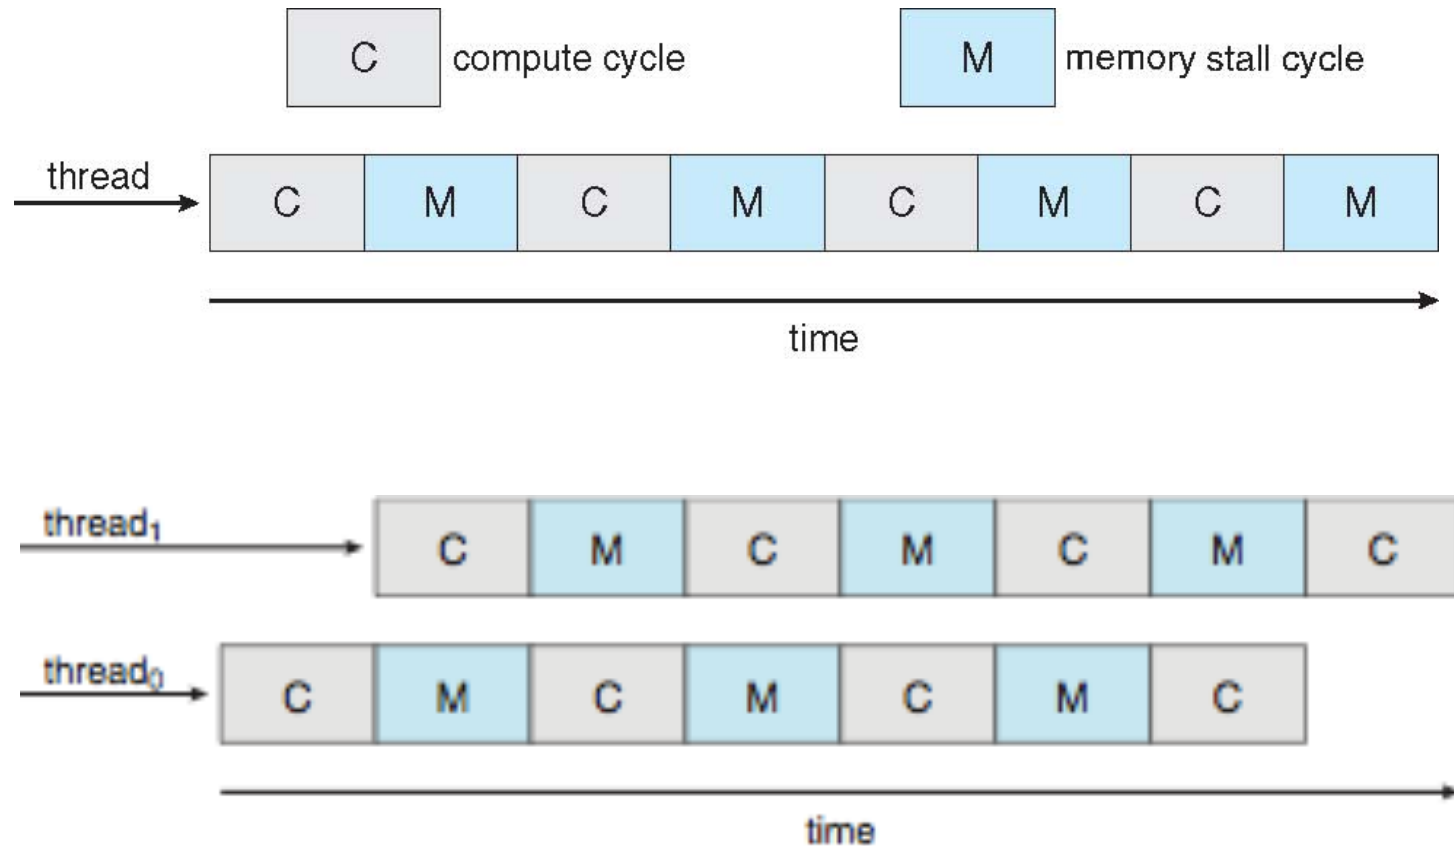 C compute cycle M memory stall cycle
thread
C M C M C M C M
time
thread1
C M C M C M C
thread0
C M C M C M C
time